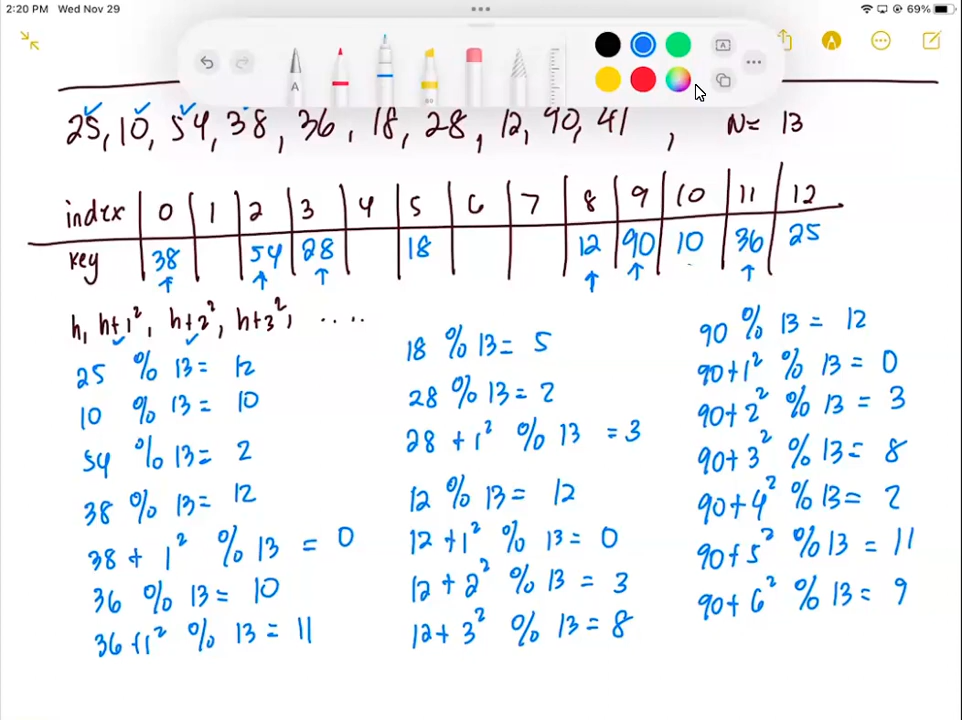 2:20 PM Wed Nov 29 69%
A
A
25, 10, 54, 38, 36, 18, 28, 12, 90, 41, N= 13
index 0 1 2 3 4 5 6 7 8 9 10 11 12
key 38 54 28 18 12 90 10 36 25
h, h+1², h+2², h+3², .....
25 % 13 = 12
10 % 13 = 10
54 % 13 = 2
38 % 13 = 12
38 + 1² % 13 = 0
36 % 13 = 10
36 +1² % 13 = 11
18 % 13 = 5
28 % 13 = 2
28 + 1² % 13 = 3
12 % 13 = 12
12 + 1² % 13 = 0
12 + 2² % 13 = 3
12 + 3² % 13 = 8
90 % 13 = 12
90+1² % 13 = 0
90+ 2² % 13 = 3
90+ 3² % 13 = 8
90+ 4² % 13 = 2
90+ 5² % 13 = 11
90+ 6² % 13 = 9